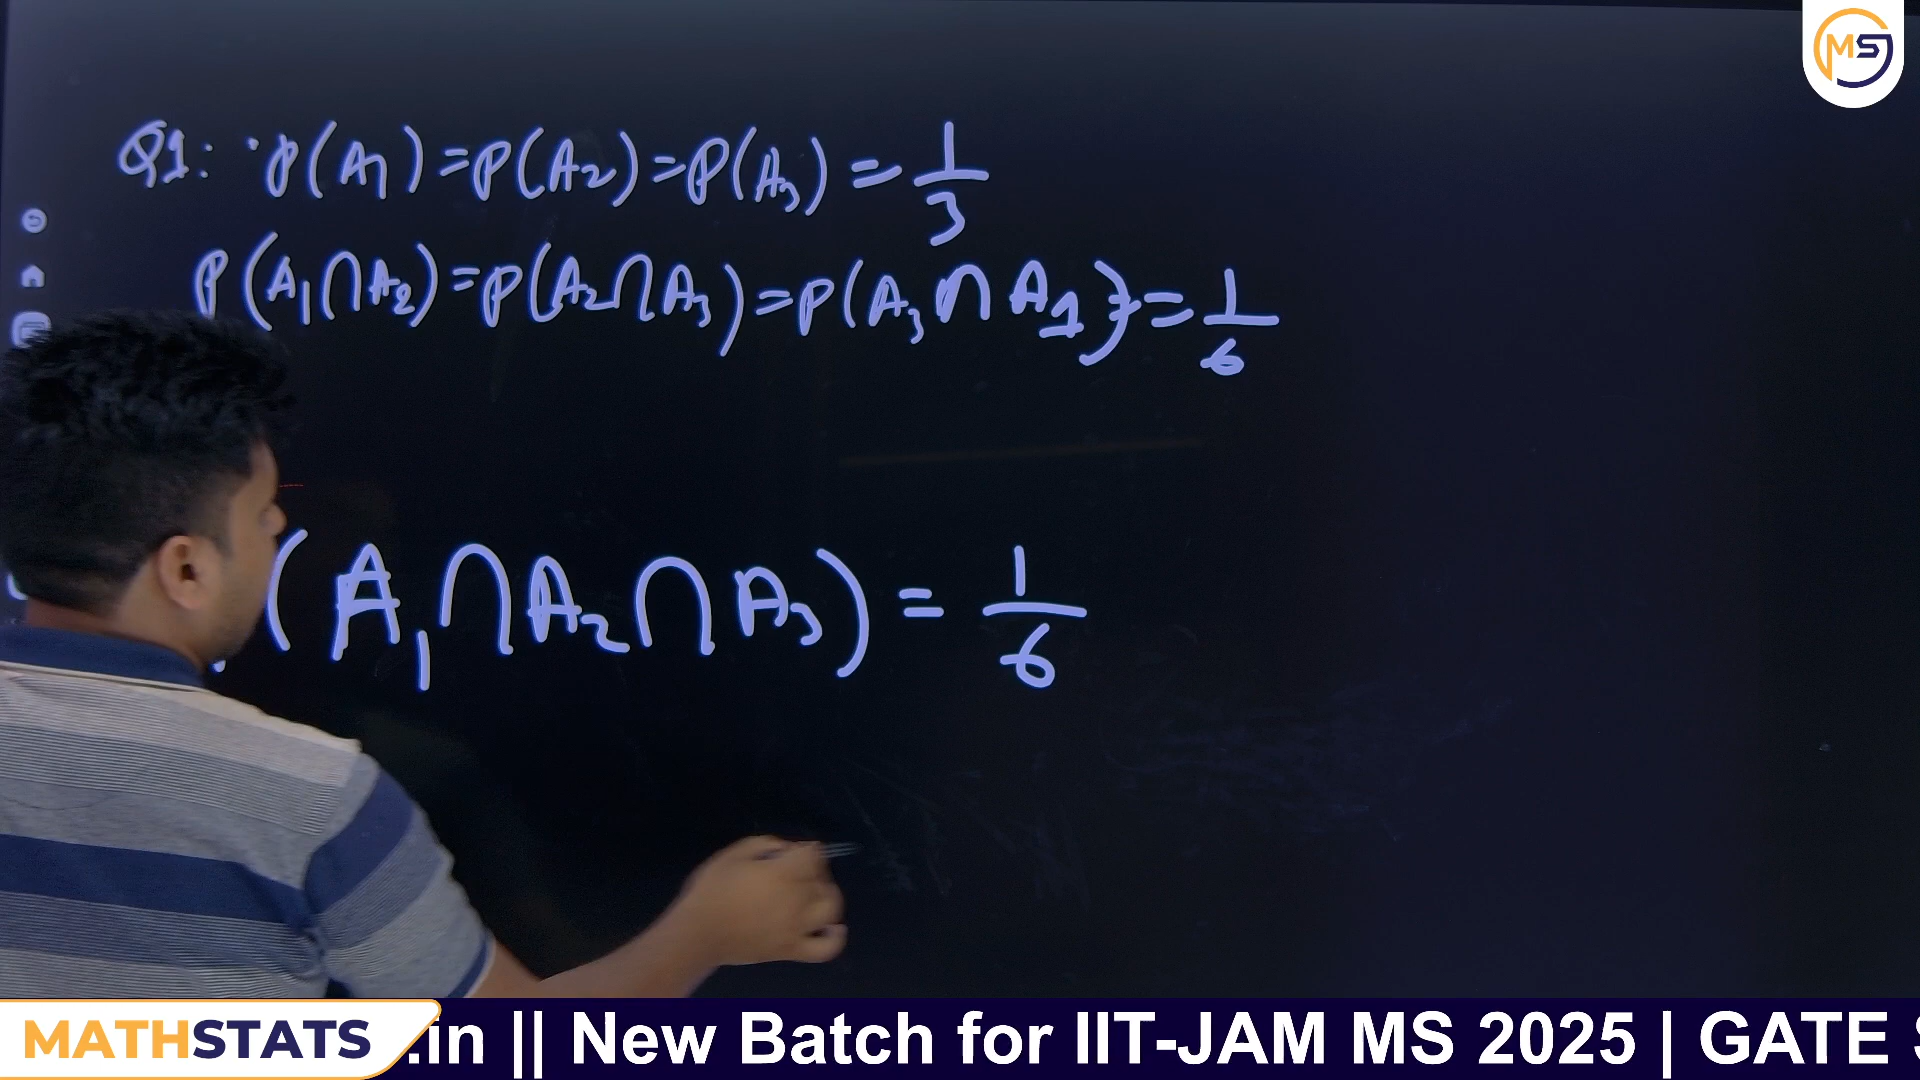 MS
Q1: P(A1) = P(A2) = P(A3) = 1/3
P(A1∩A2) = P(A2∩A3) = P(A3∩A1) = 1/6
(A1∩A2∩A3) = 1/6
MATHSTATS .in || New Batch for IIT-JAM MS 2025 | GATE